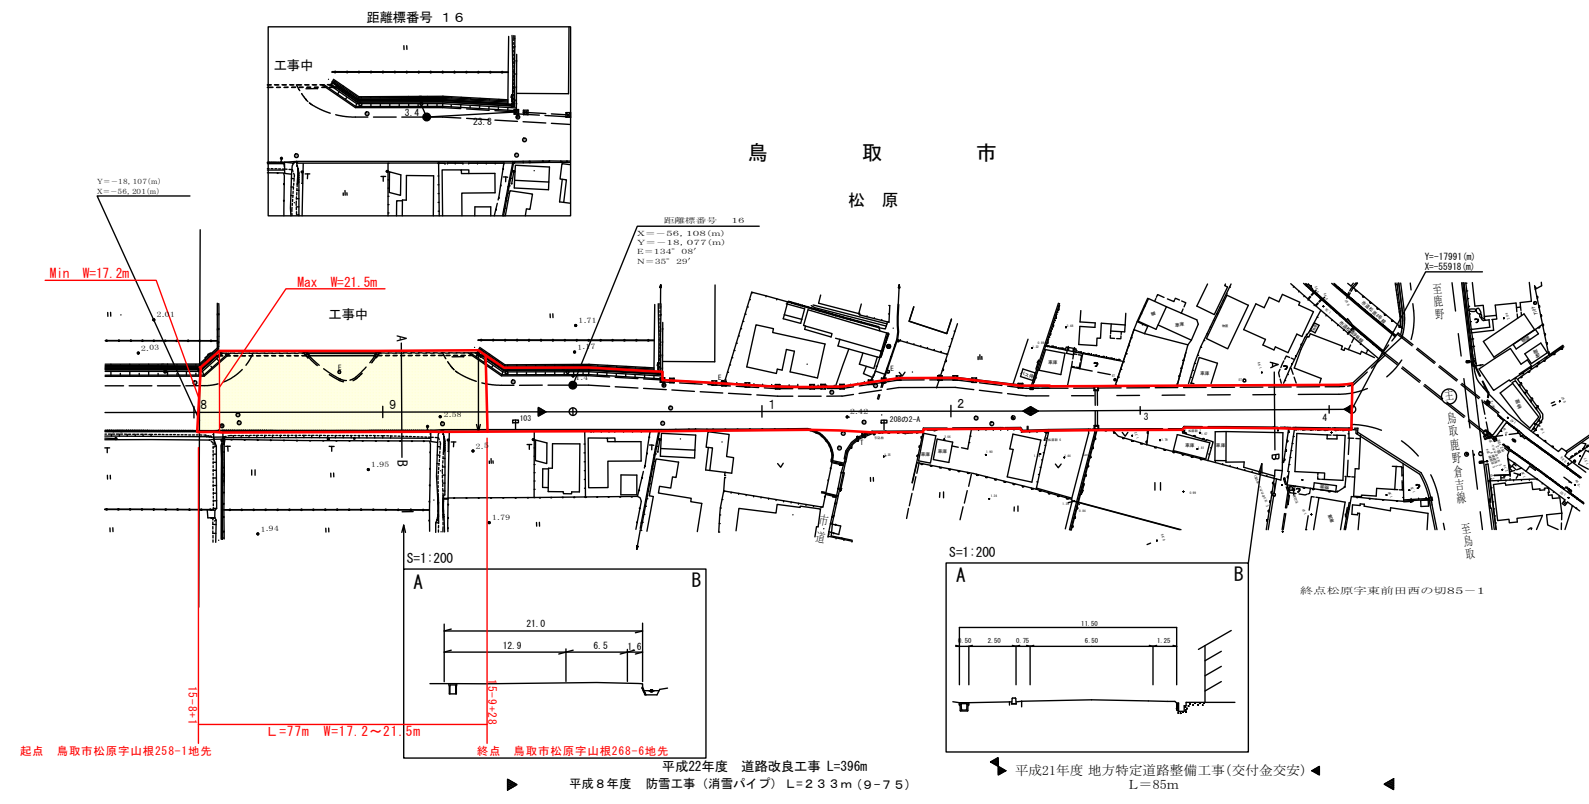 距離標番号 １６
工事中
3.4
23.8
鳥取市
松原
Y=-18,107(m)
X=-56,201(m)
距離標番号 16
X=-56,108(m)
Y=-18,077(m)
E=134° 08′
N=35° 29′
Y=-17991(m)
X=-55918(m)
Min W=17.2m
Max W=21.5m
工事中
2.01
2.03
1.71
1.17
A
8
9
2.58
103
1
2.42
208の2-A
2
3
4
A
B
B
2.5
1.95
1.94
1.79
市道
至鹿野
主 鳥取鹿野倉吉線
至鳥取
S=1:200
A
B
21.0
12.9
6.5
1.6
S=1:200
A
B
11.50
0.50
2.50
0.75
6.50
1.25
終点松原字東前田西の切85－1
15-8+1
15-9+28
L=77m W=17.2～21.5m
起点 鳥取市松原字山根258-1地先
終点 鳥取市松原字山根268-6地先
平成22年度 道路改良工事 L=396m
平成８年度 防雪工事（消雪パイプ）L=２３３m（9-７5）
平成21年度 地方特定道路整備工事(交付金交安)
L=85m